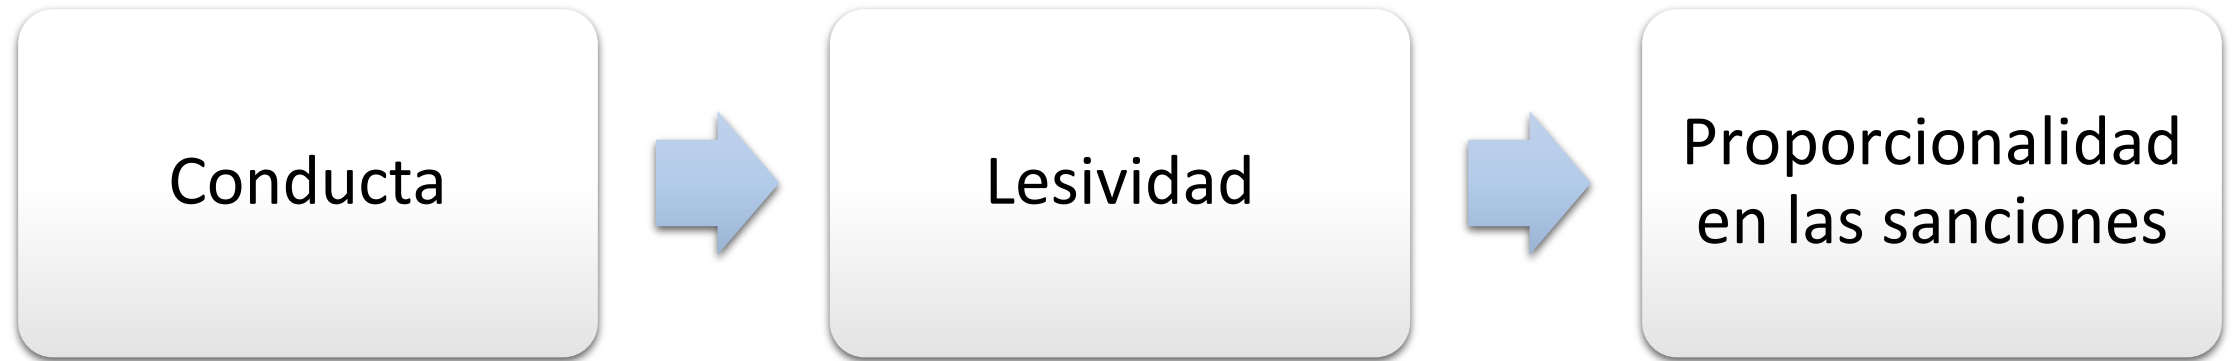 Conducta
Lesividad
Proporcionalidad
en las sanciones